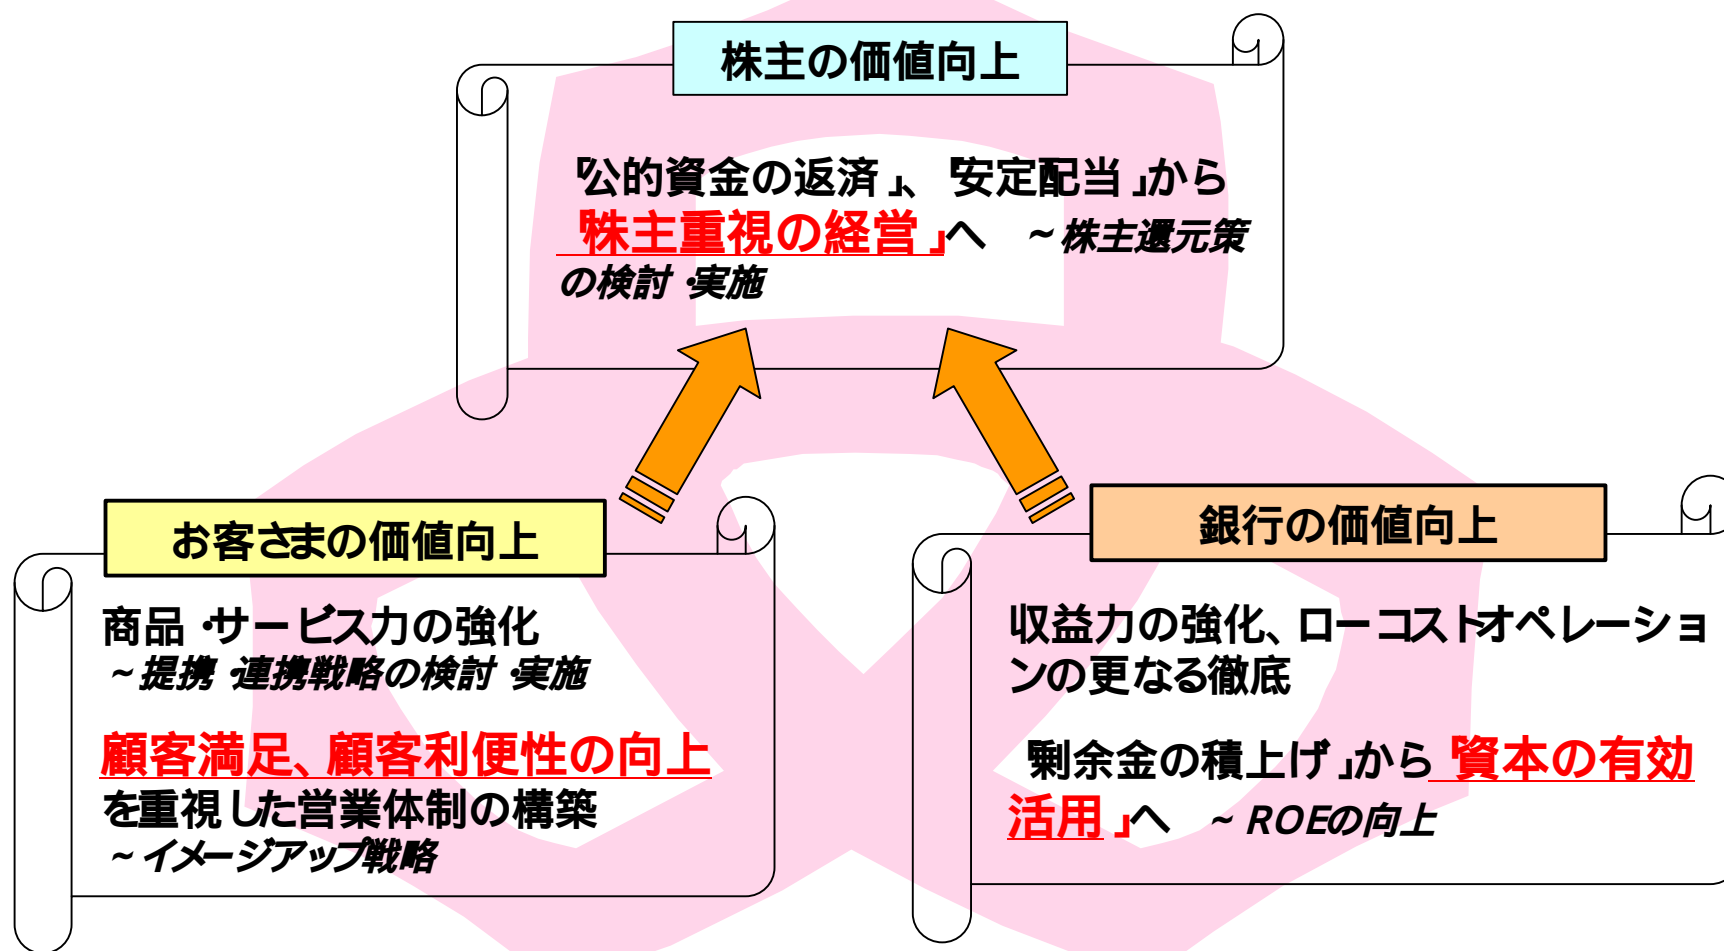 株主の価値向上
「公的資金の返済」、「安定配当」から
「株主重視の経営」へ ~株主還元策
の検討・実施
お客さまの価値向上
商品・サービス力の強化
~提携・連携戦略の検討・実施
顧客満足、顧客利便性の向上
を重視した営業体制の構築
~イメージアップ戦略
銀行の価値向上
収益力の強化、ローコストオペレーショ
ンの更なる徹底
「剰余金の積上げ」から「資本の有効
活用」へ ~ROEの向上